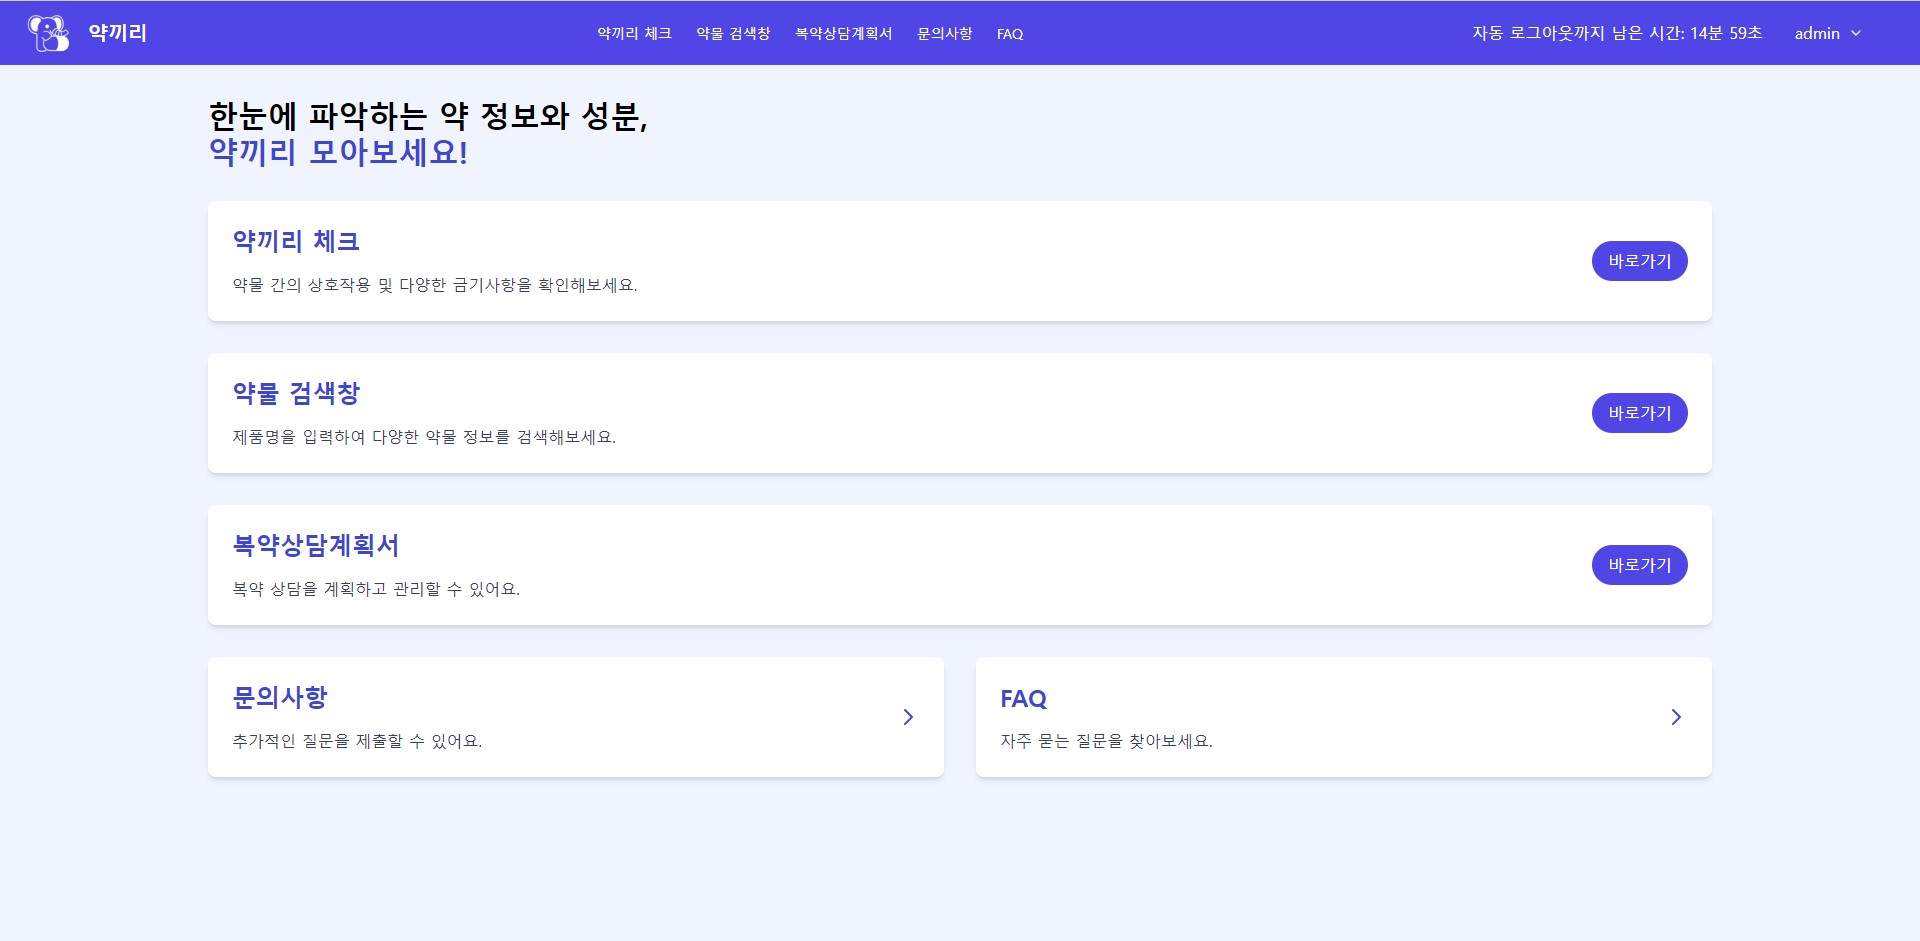 약끼리
약끼리 체크 약물 검색창 복약상담계획서 문의사항 FAQ
자동 로그아웃까지 남은 시간: 14분 59초 admin
한눈에 파악하는 약 정보와 성분,
약끼리 모아보세요!
약끼리 체크
약물 간의 상호작용 및 다양한 금기사항을 확인해보세요.
바로가기
약물 검색창
제품명을 입력하여 다양한 약물 정보를 검색해보세요.
바로가기
복약상담계획서
복약 상담을 계획하고 관리할 수 있어요.
바로가기
문의사항
추가적인 질문을 제출할 수 있어요.
FAQ
자주 묻는 질문을 찾아보세요.